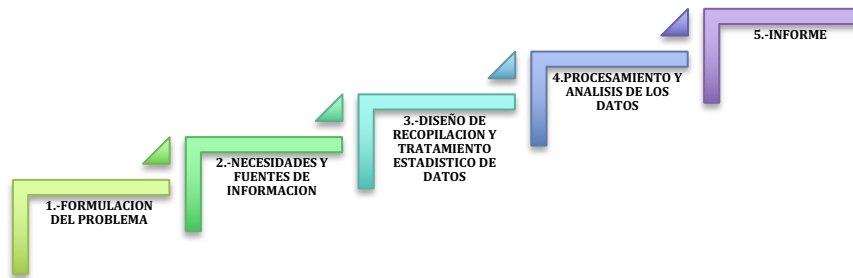 1.-FORMULACION
DEL PROBLEMA
2.-NECESIDADES Y
FUENTES DE
INFORMACION
3.-DISEÑO DE
RECOPILACION Y
TRATAMIENTO
ESTADISTICO DE
DATOS
4.PROCESAMIENTO Y
ANALISIS DE LOS
DATOS
5.-INFORME